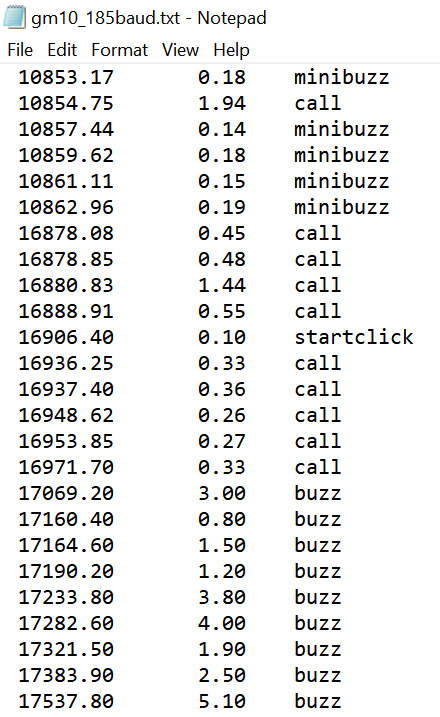 gm10_185baud.txt - Notepad
File Edit Format View Help
10853.17 0.18 minibuzz
10854.75 1.94 call
10857.44 0.14 minibuzz
10859.62 0.18 minibuzz
10861.11 0.15 minibuzz
10862.96 0.19 minibuzz
16878.08 0.45 call
16878.85 0.48 call
16880.83 1.44 call
16888.91 0.55 call
16906.40 0.10 startclick
16936.25 0.33 call
16937.40 0.36 call
16948.62 0.26 call
16953.85 0.27 call
16971.70 0.33 call
17069.20 3.00 buzz
17160.40 0.80 buzz
17164.60 1.50 buzz
17190.20 1.20 buzz
17233.80 3.80 buzz
17282.60 4.00 buzz
17321.50 1.90 buzz
17383.90 2.50 buzz
17537.80 5.10 buzz